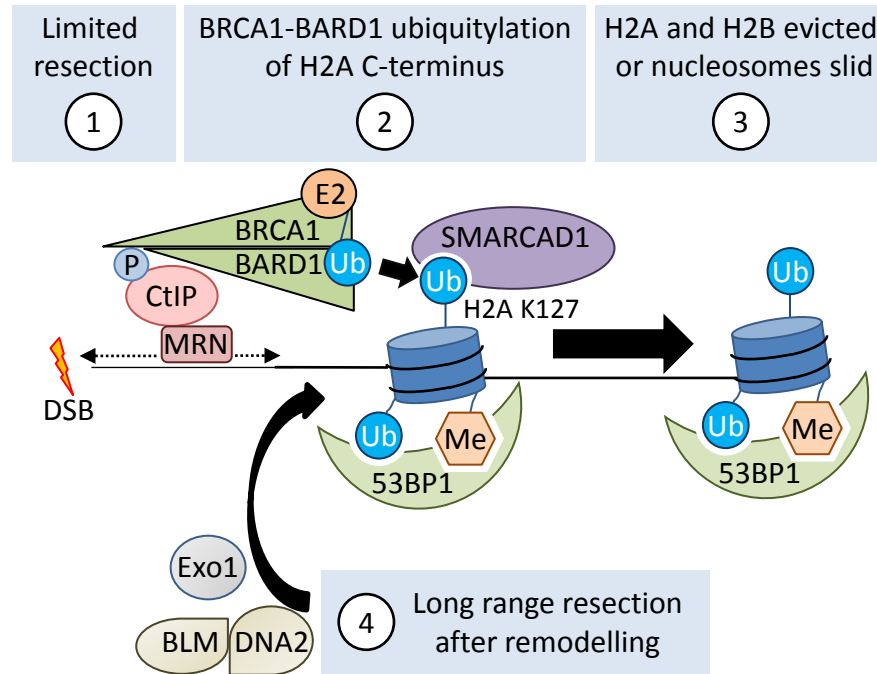 Limited
resection
1
BRCA1-BARD1 ubiquitylation
of H2A C-terminus
2
H2A and H2B evicted
or nucleosomes slid
3
E2
BRCA1
BARD1
Ub
P
CtIP
MRN
DSB
SMARCAD1
Ub
H2A K127
Ub
Me
53BP1
Ub
Ub
Me
53BP1
Exo1
BLM
DNA2
4
Long range resection
after remodelling